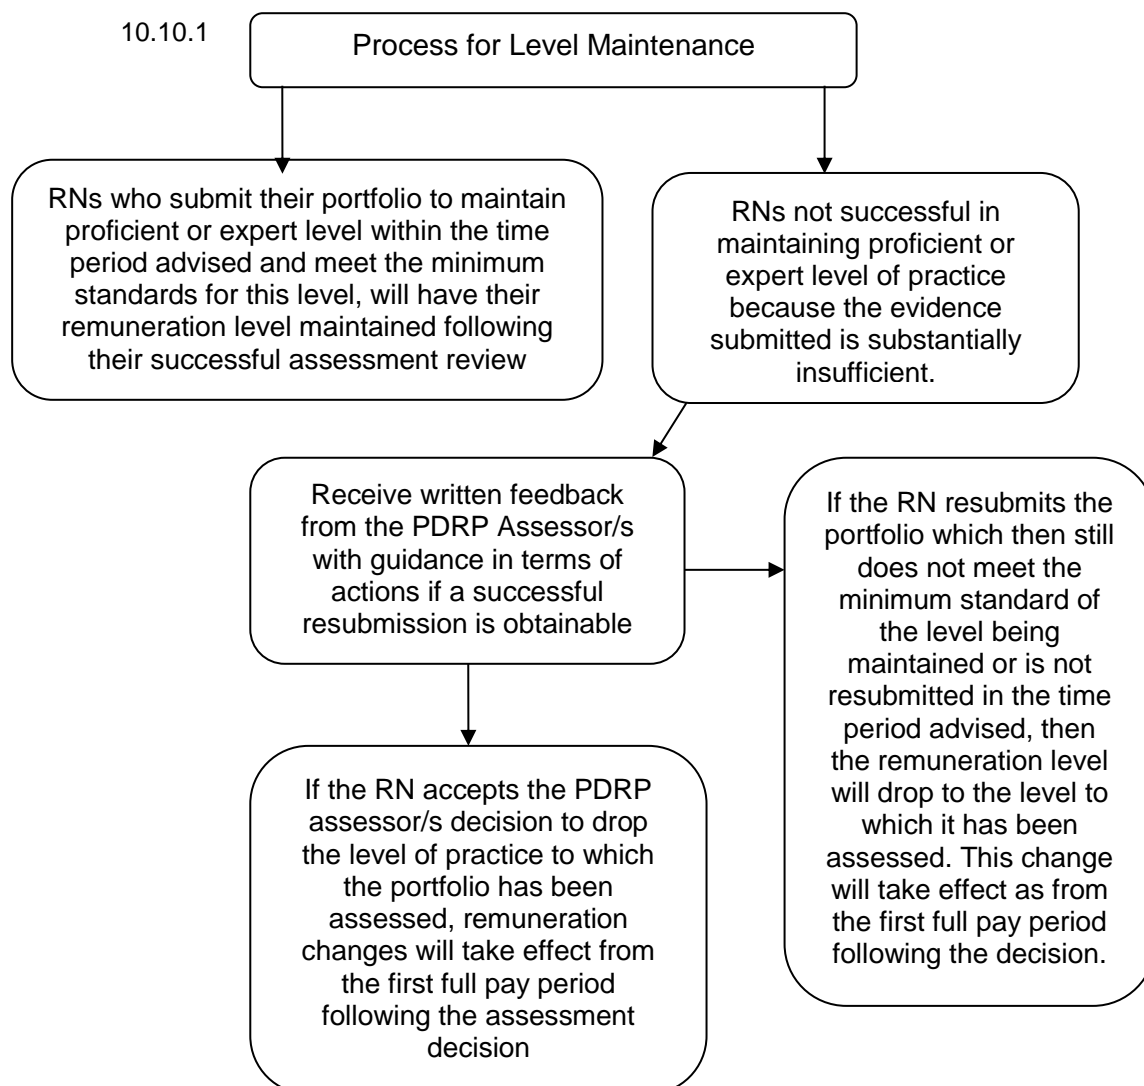 10.10.1
Process for Level Maintenance
RNs who submit their portfolio to maintain
proficient or expert level within the time
period advised and meet the minimum
standards for this level, will have their
remuneration level maintained following
their successful assessment review
RNs not successful in
maintaining proficient or
expert level of practice
because the evidence
submitted is substantially
insufficient.
Receive written feedback
from the PDRP Assessor/s
with guidance in terms of
actions if a successful
resubmission is obtainable
If the RN resubmits the
portfolio which then still
does not meet the
minimum standard of
the level being
maintained or is not
resubmitted in the time
period advised, then
the remuneration level
will drop to the level to
which it has been
assessed. This change
will take effect as from
the first full pay period
following the decision.
If the RN accepts the PDRP
assessor/s decision to drop
the level of practice to which
the portfolio has been
assessed, remuneration
changes will take effect from
the first full pay period
following the assessment
decision